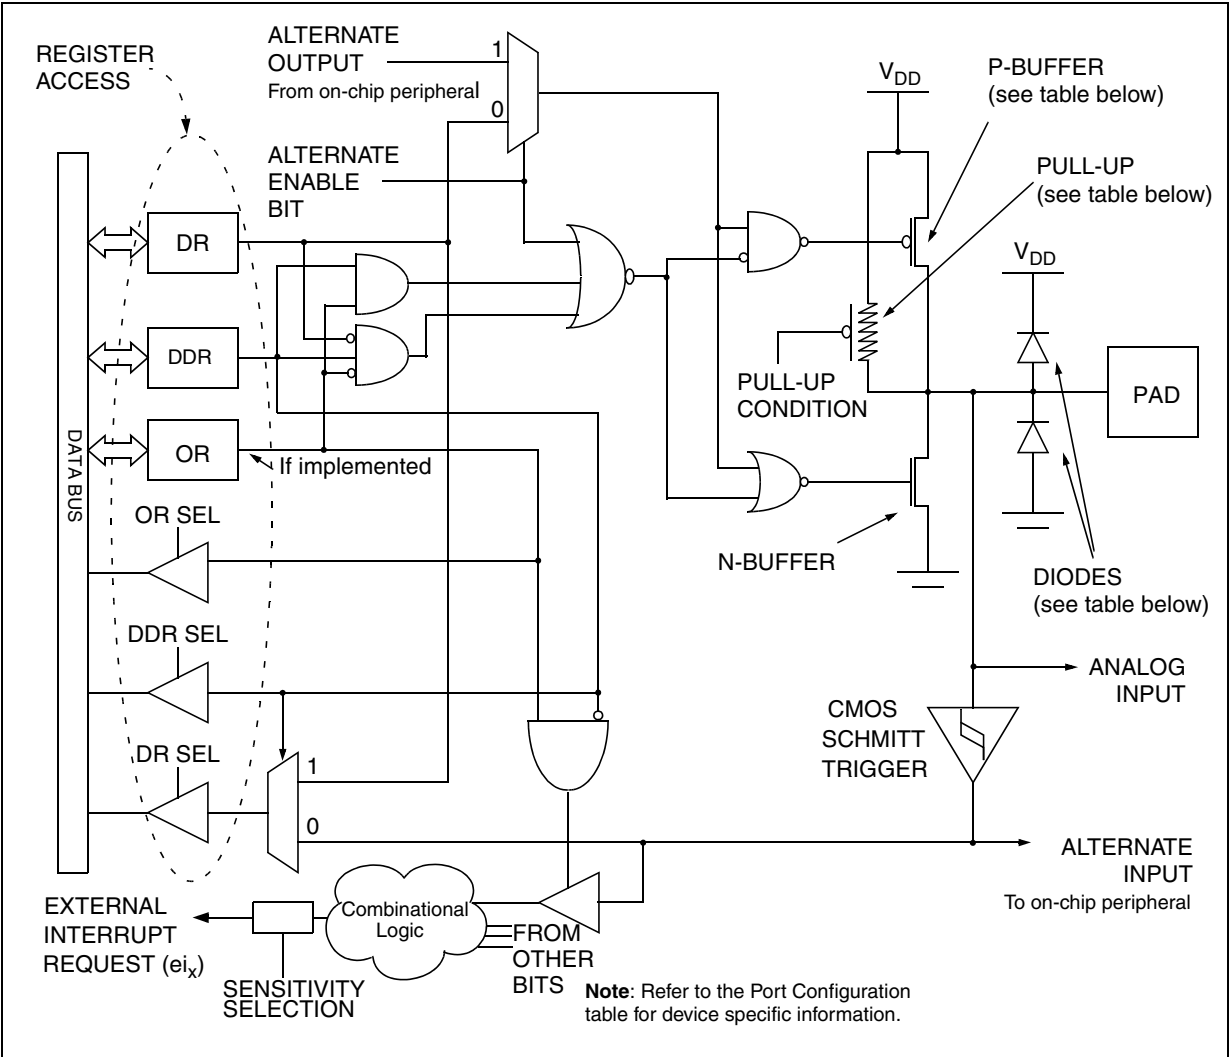 REGISTER
ACCESS
ALTERNATE
OUTPUT
From on-chip peripheral
1
0
ALTERNATE
ENABLE
BIT
VDD
P-BUFFER
(see table below)
PULL-UP
(see table below)
VDD
DR
DDR
OR
If implemented
DATA BUS
PULL-UP
CONDITION
PAD
OR SEL
N-BUFFER
DIODES
(see table below)
DDR SEL
ANALOG
INPUT
CMOS
SCHMITT
TRIGGER
DR SEL
1
0
ALTERNATE
INPUT
To on-chip peripheral
EXTERNAL
INTERRUPT
REQUEST (eix)
Combinational
Logic
FROM
OTHER
BITS
SENSITIVITY
SELECTION
Note: Refer to the Port Configuration
table for device specific information.